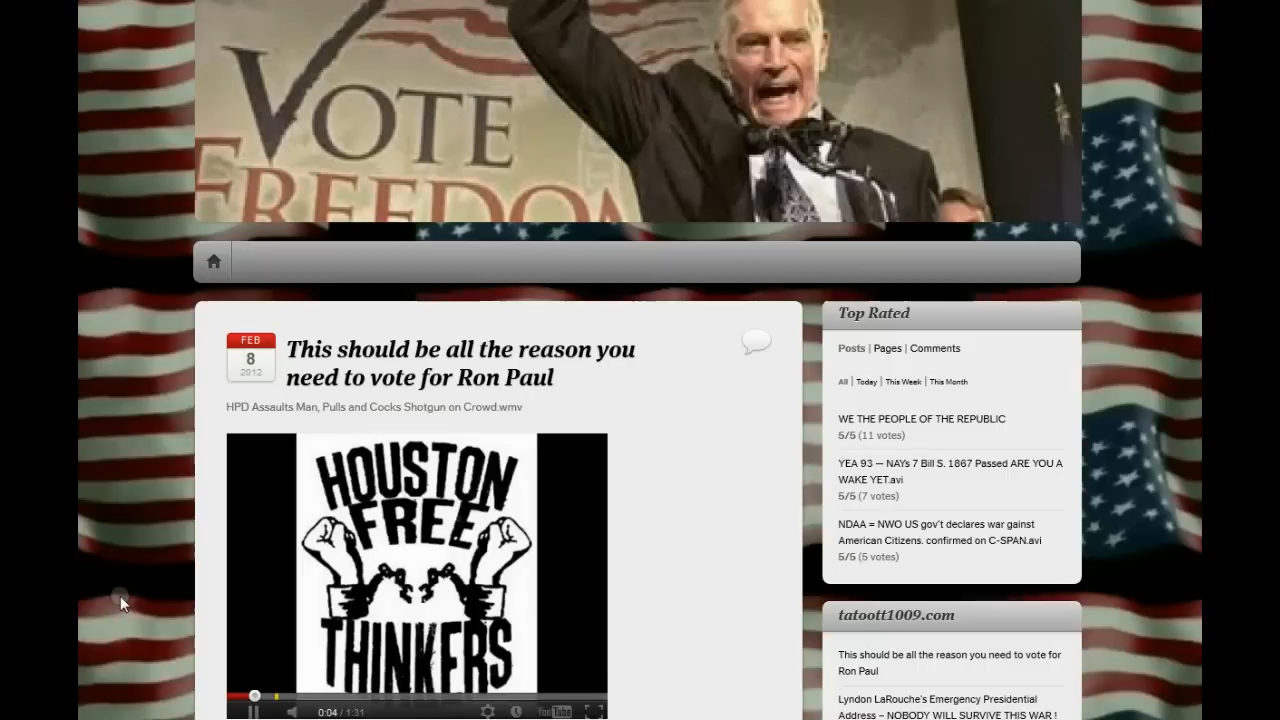 VOTE
FREEDOM
FEB
8
2012
This should be all the reason you
need to vote for Ron Paul
HPD Assaults Man, Pulls and Cocks Shotgun on Crowd.wmv
HOUSTON
FREE
THINKERS
0:04 / 1:31
YouTube
Top Rated
Posts | Pages | Comments
All | Today | This Week | This Month
WE THE PEOPLE OF THE REPUBLIC
5/5 (11 votes)
YEA 93 — NAYs 7 Bill S. 1867 Passed ARE YOU A
WAKE YET.avi
5/5 (7 votes)
NDAA = NWO US gov't declares war gainst
American Citizens. confirmed on C-SPAN.avi
5/5 (5 votes)
tatoott1009.com
This should be all the reason you need to vote for
Ron Paul
Lyndon LaRouche's Emergency Presidential
Address – NOBODY WILL SURVIVE THIS WAR !